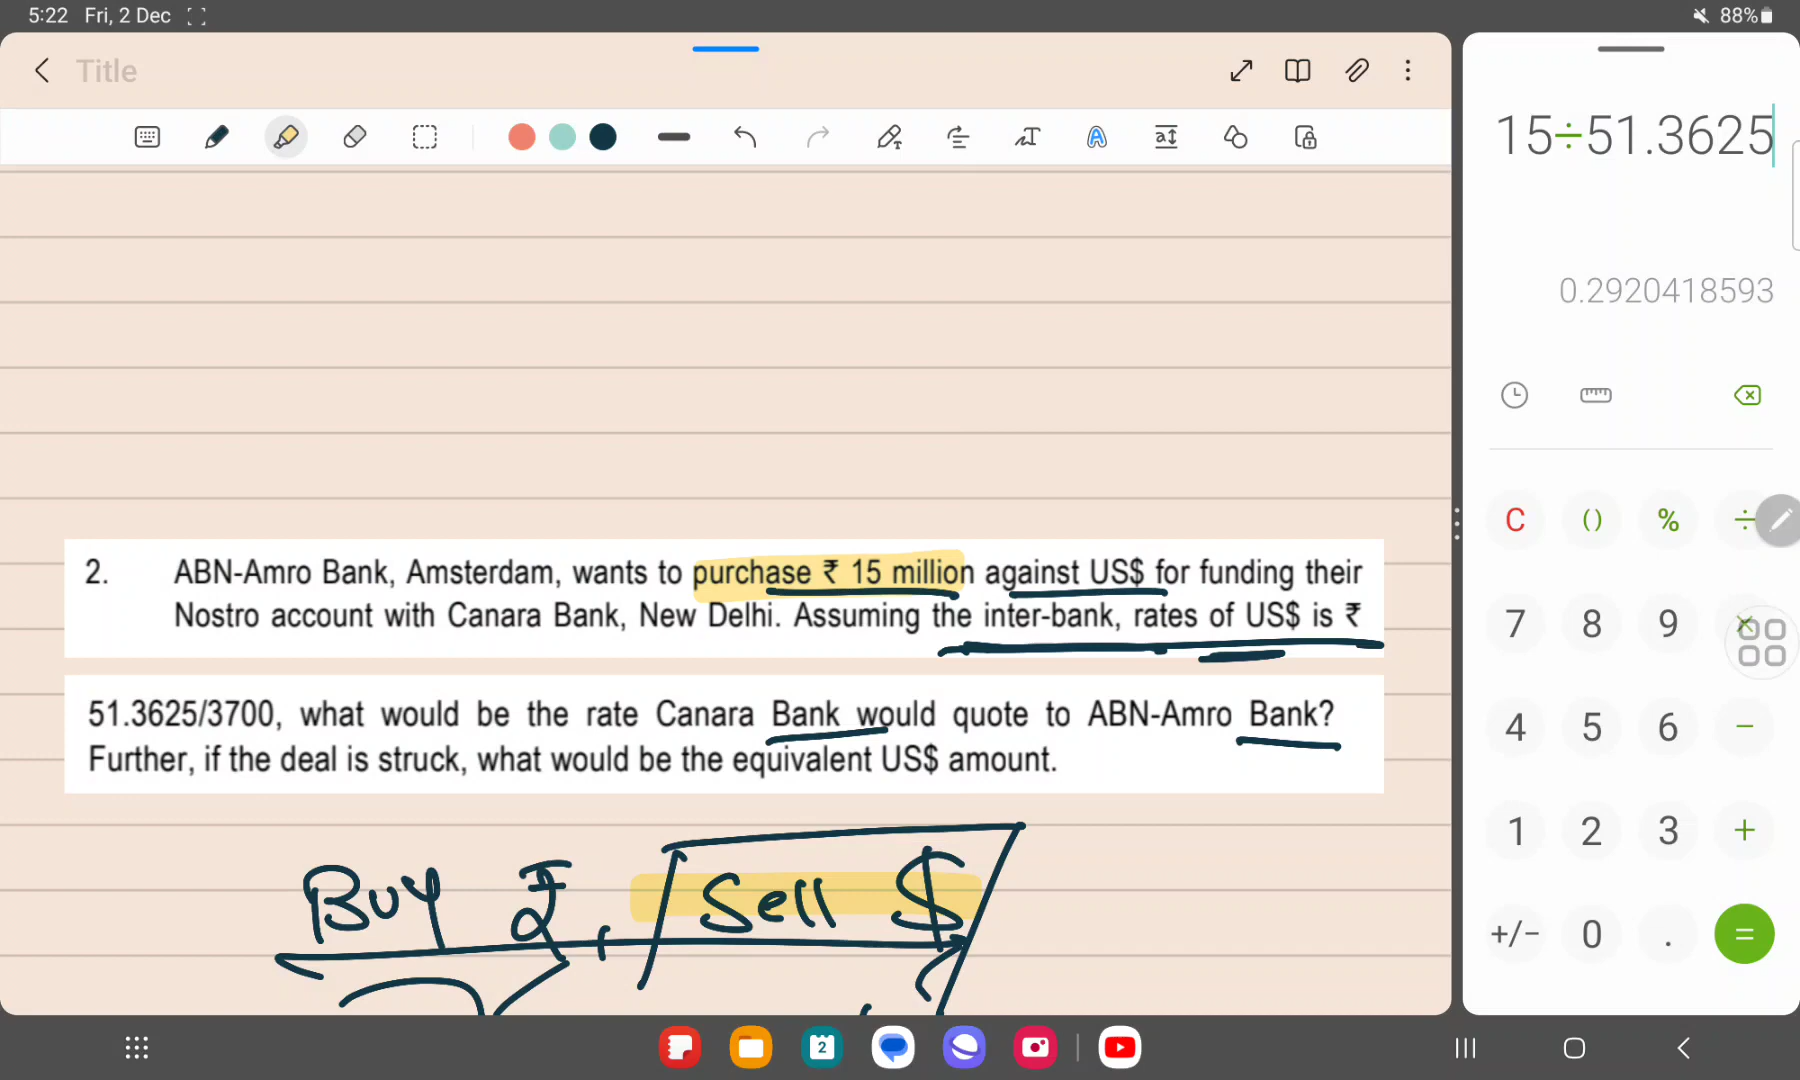 5:22 Fri, 2 Dec
88%
Title
15÷51.3625
0.2920418593
C () % ÷
7 8 9 ×
4 5 6 −
1 2 3 +
+/− 0 . =
2. ABN-Amro Bank, Amsterdam, wants to purchase ₹ 15 million against US$ for funding their
Nostro account with Canara Bank, New Delhi. Assuming the inter-bank, rates of US$ is ₹
51.3625/3700, what would be the rate Canara Bank would quote to ABN-Amro Bank?
Further, if the deal is struck, what would be the equivalent US$ amount.
Buy ₹, Sell $
2